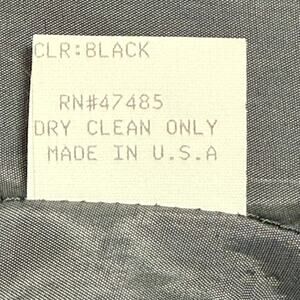 CLR:BLACK
RN#47485
DRY CLEAN ONLY
MADE IN U.S.A